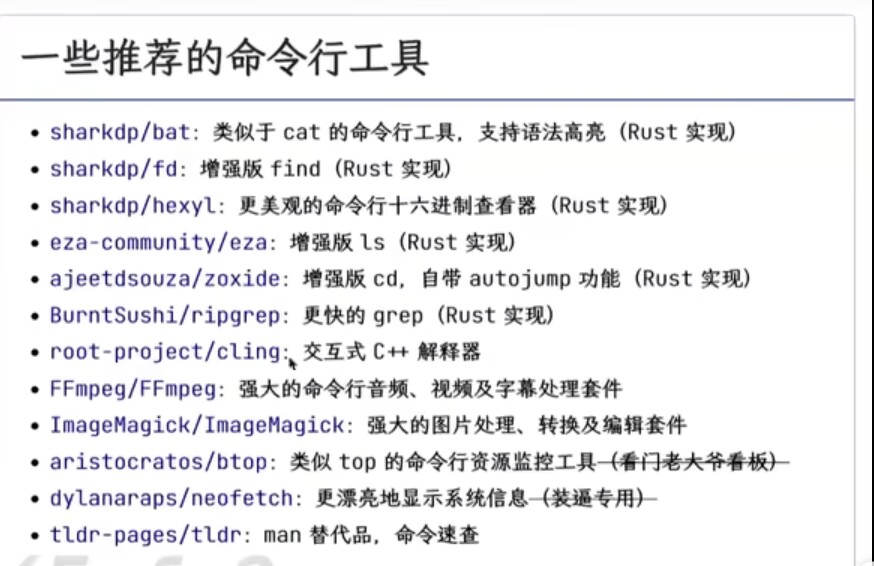 一些推荐的命令行工具
• sharkdp/bat: 类似于 cat 的命令行工具, 支持语法高亮 (Rust 实现)
• sharkdp/fd: 增强版 find (Rust 实现)
• sharkdp/hexyl: 更美观的命令行十六进制查看器 (Rust 实现)
• eza-community/eza: 增强版 ls (Rust 实现)
• ajeetdsouza/zoxide: 增强版 cd, 自带 autojump 功能 (Rust 实现)
• BurntSushi/ripgrep: 更快的 grep (Rust 实现)
• root-project/cling: 交互式 C++ 解释器
• FFmpeg/FFmpeg: 强大的命令行音频、视频及字幕处理套件
• ImageMagick/ImageMagick: 强大的图片处理、转换及编辑套件
• aristocratos/btop: 类似 top 的命令行资源监控工具 (看门老大爷看板)
• dylanaraps/neofetch: 更漂亮地显示系统信息 (装逼专用)
• tldr-pages/tldr: man 替代品, 命令速查